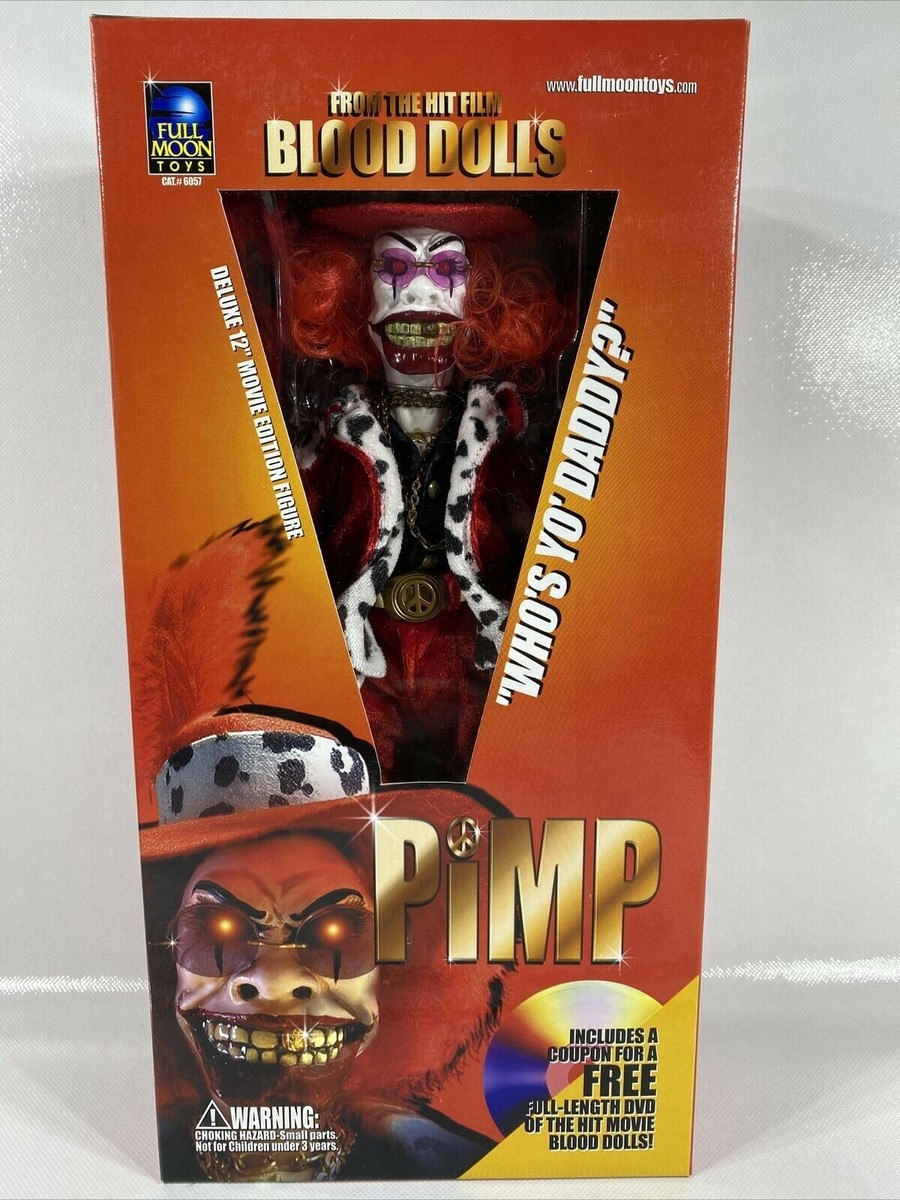 www.fullmoontoys.com
FULL
MOON
TOYS
CAT.# 6057
FROM THE HIT FILM
BLOOD DOLLS
DELUXE 12" MOVIE EDITION FIGURE
"WHO'S YO' DADDY?"
PiMP
INCLUDES A
COUPON FOR A
FREE
FULL-LENGTH DVD
OF THE HIT MOVIE
BLOOD DOLLS!
WARNING:
CHOKING HAZARD-Small parts.
Not for Children under 3 years.